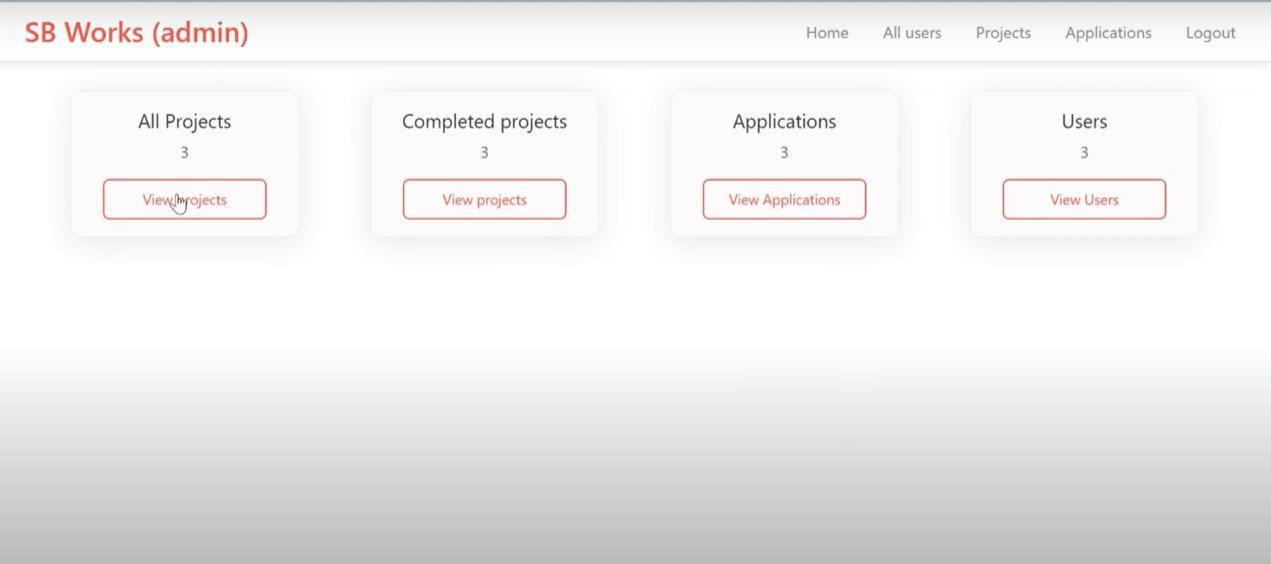 SB Works (admin)
Home All users Projects Applications Logout
All Projects
3
View projects
Completed projects
3
View projects
Applications
3
View Applications
Users
3
View Users